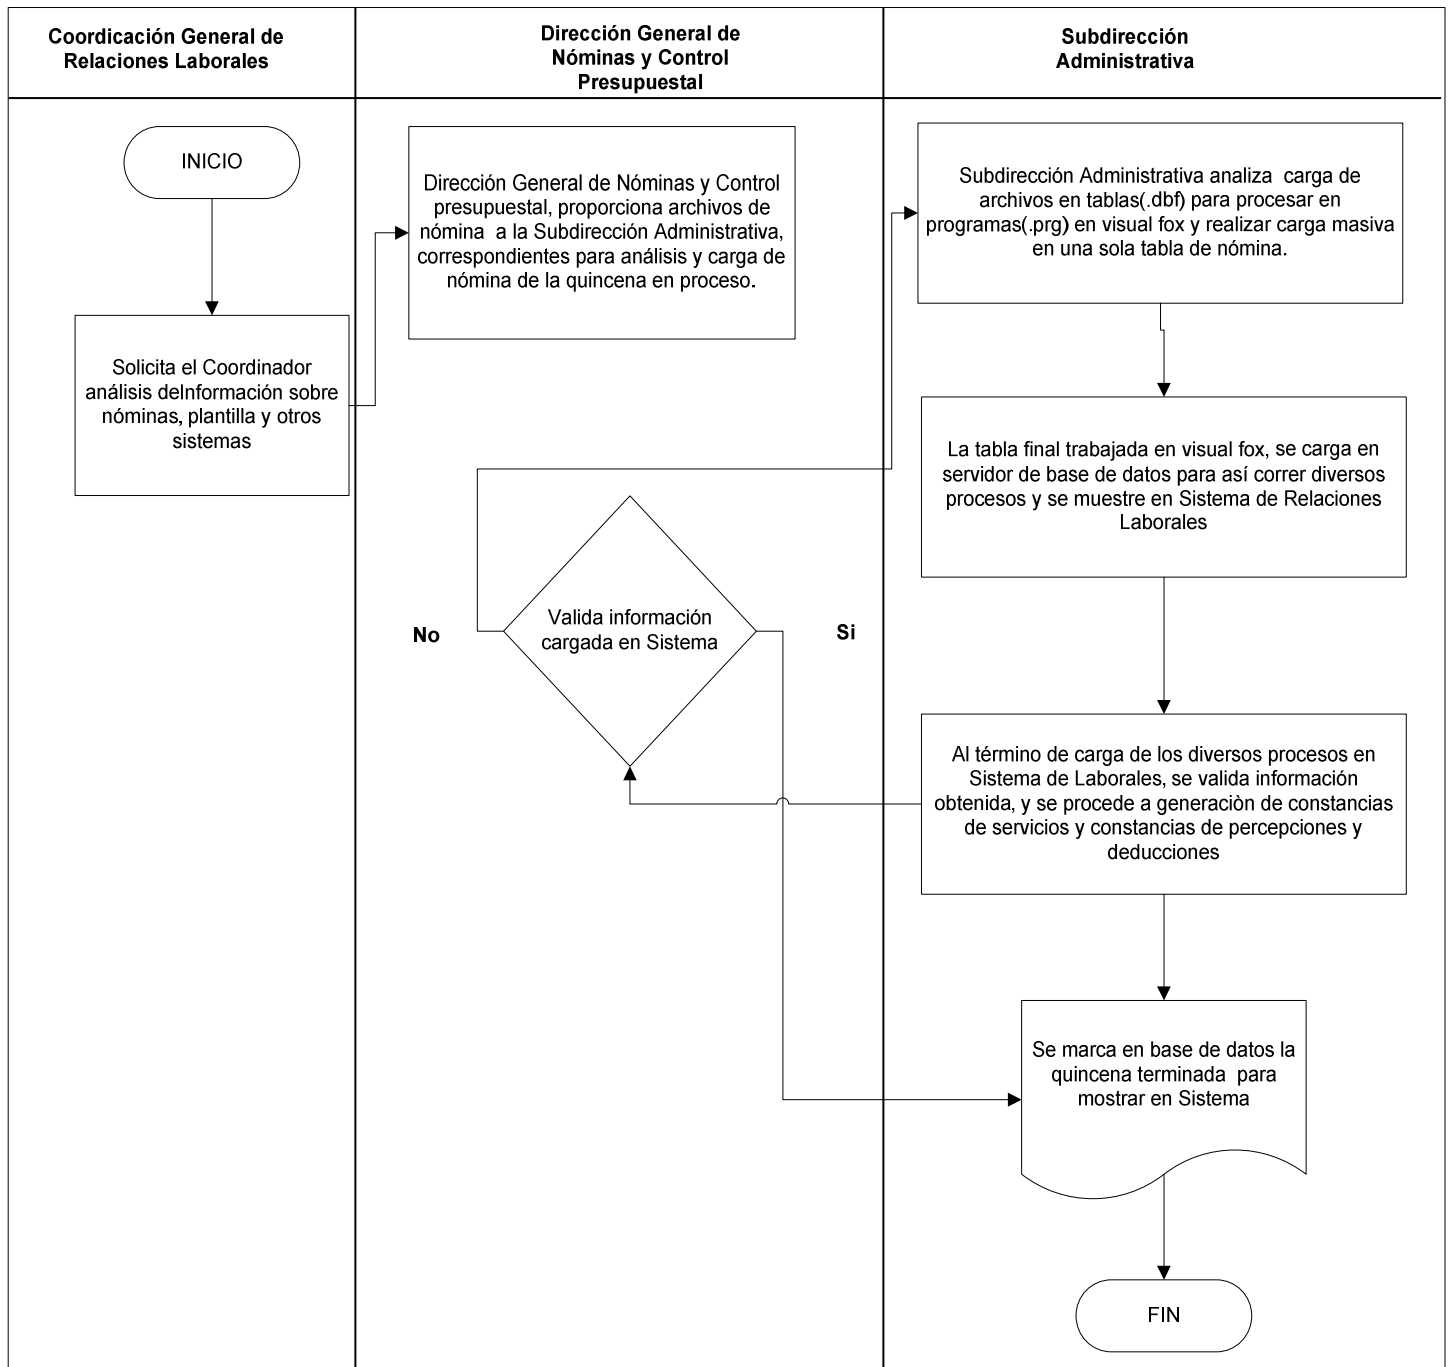 Coordicación General de
Relaciones Laborales
Dirección General de
Nóminas y Control
Presupuestal
Subdirección
Administrativa
INICIO
Solicita el Coordinador
análisis deInformación sobre
nóminas, plantilla y otros
sistemas
Dirección General de Nóminas y Control
presupuestal, proporciona archivos de
nómina a la Subdirección Administrativa,
correspondientes para análisis y carga de
nómina de la quincena en proceso.
Subdirección Administrativa analiza carga de
archivos en tablas(.dbf) para procesar en
programas(.prg) en visual fox y realizar carga masiva
en una sola tabla de nómina.
La tabla final trabajada en visual fox, se carga en
servidor de base de datos para así correr diversos
procesos y se muestre en Sistema de Relaciones
Laborales
No
Valida información
cargada en Sistema
Si
Al término de carga de los diversos procesos en
Sistema de Laborales, se valida información
obtenida, y se procede a generaciòn de constancias
de servicios y constancias de percepciones y
deducciones
Se marca en base de datos la
quincena terminada para
mostrar en Sistema
FIN